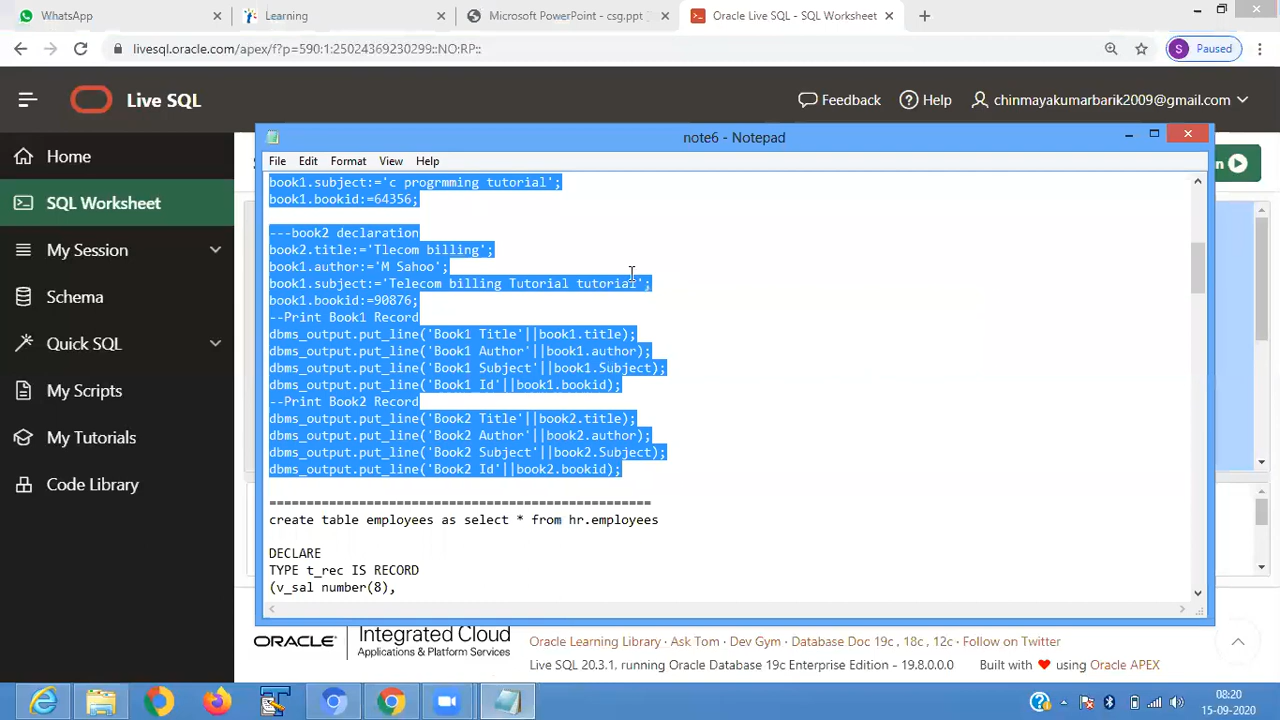 WhatsApp
Learning
Microsoft PowerPoint - csg.ppt
Oracle Live SQL - SQL Worksheet
livesql.oracle.com/apex/f?p=590:1:25024369230299::NO:RP::
S
Paused
Live SQL
Feedback
Help
chinmayakumarbarik2009@gmail.com
note6 - Notepad
File Edit Format View Help
Home
SQL Worksheet
My Session
Schema
Quick SQL
My Scripts
My Tutorials
Code Library
book1.subject:='c progrmming tutorial';
book1.bookid:=64356;
---book2 declaration
book2.title:='Tlecom billing';
book1.author:='M Sahoo';
book1.subject:='Telecom billing Tutorial tutorial';
book1.bookid:=90876;
--Print Book1 Record
dbms_output.put_line('Book1 Title'||book1.title);
dbms_output.put_line('Book1 Author'||book1.author);
dbms_output.put_line('Book1 Subject'||book1.Subject);
dbms_output.put_line('Book1 Id'||book1.bookid);
--Print Book2 Record
dbms_output.put_line('Book2 Title'||book2.title);
dbms_output.put_line('Book2 Author'||book2.author);
dbms_output.put_line('Book2 Subject'||book2.Subject);
dbms_output.put_line('Book2 Id'||book2.bookid);
===================================================
create table employees as select * from hr.employees
DECLARE
TYPE t_rec IS RECORD
(v_sal number(8),
ORACLE
Integrated Cloud
Applications & Platform Services
Oracle Learning Library · Ask Tom · Dev Gym · Database Doc 19c , 18c , 12c · Follow on Twitter
Live SQL 20.3.1, running Oracle Database 19c Enterprise Edition - 19.8.0.0.0 Built with ♥ using Oracle APEX
08:20
15-09-2020